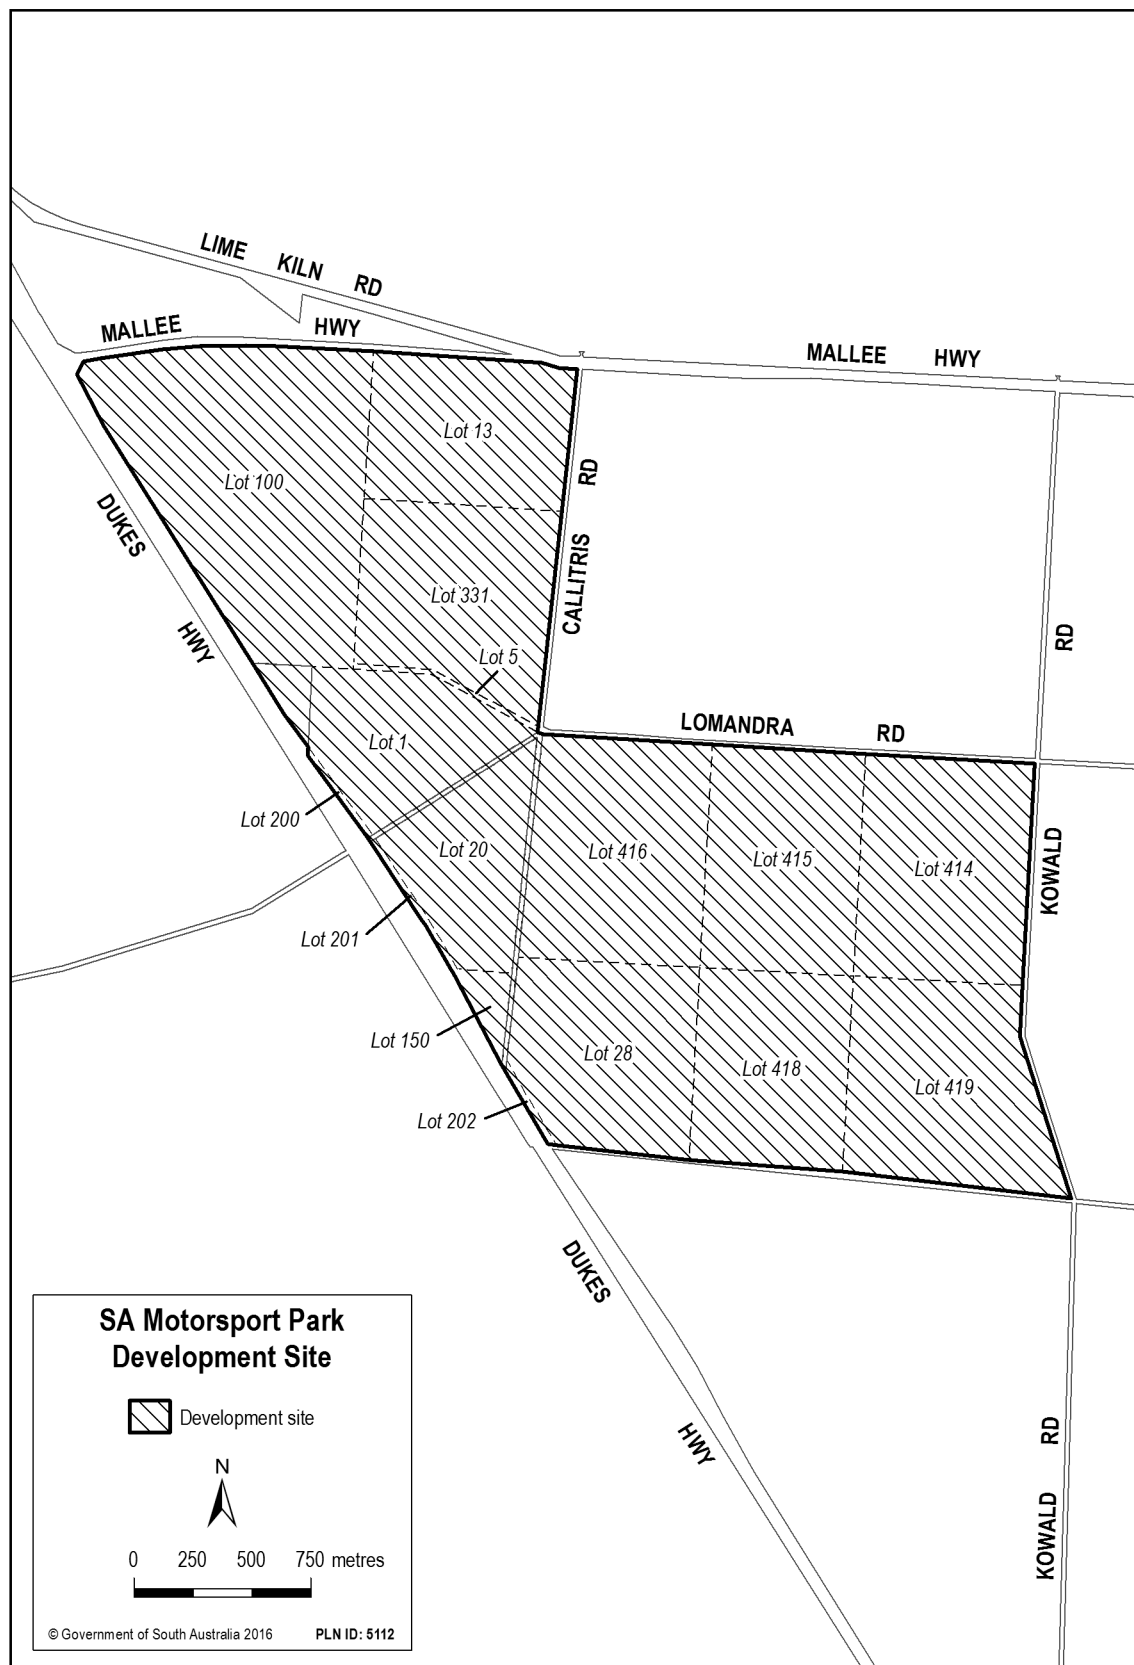 LIME KILN RD
MALLEE HWY
MALLEE HWY
Lot 13
RD
Lot 100
DUKES
CALLITRIS
Lot 331
HWY
RD
Lot 5
LOMANDRA RD
Lot 1
Lot 200
Lot 20
Lot 416
Lot 415
Lot 414
KOWALD
Lot 201
Lot 150
Lot 28
Lot 418
Lot 419
Lot 202
DUKES
HWY
RD
KOWALD
SA Motorsport Park
Development Site
Development site
N
0 250 500 750 metres
© Government of South Australia 2016 PLN ID: 5112